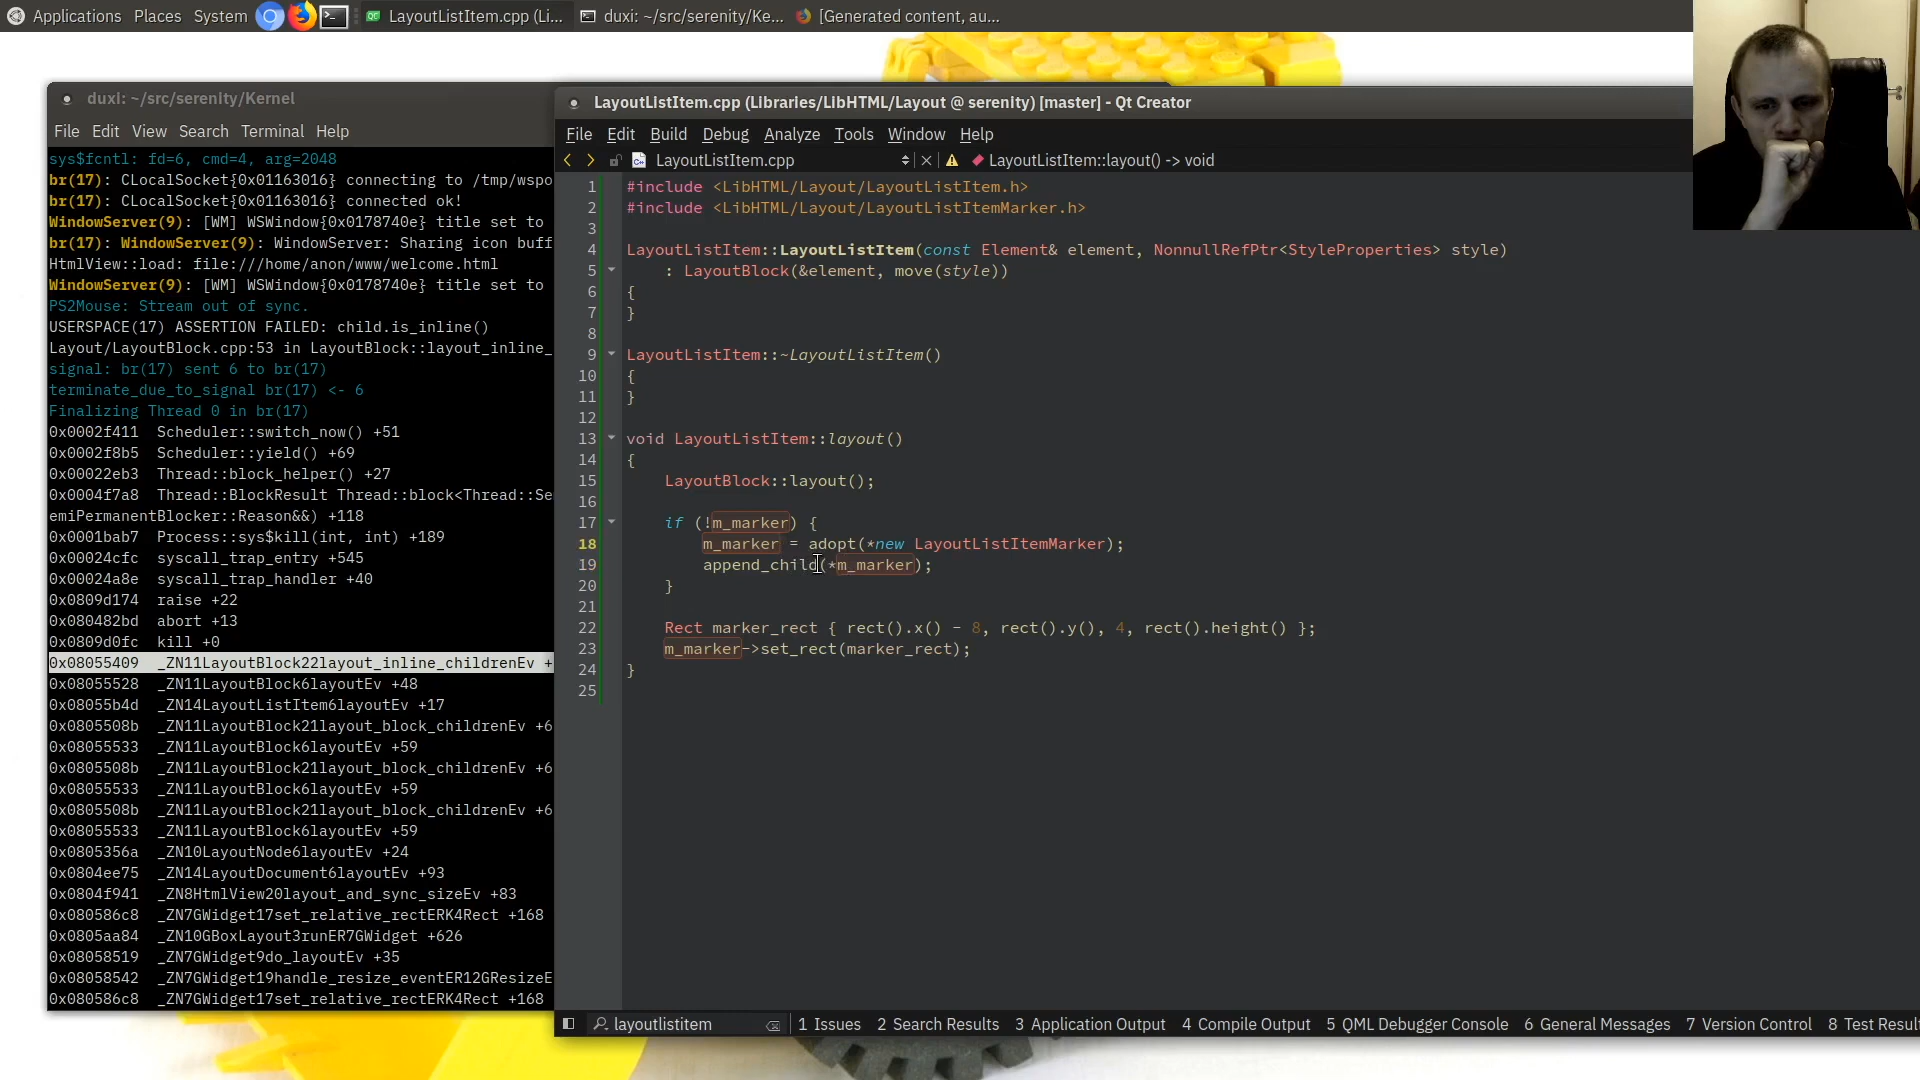 Applications Places System
LayoutListItem.cpp (Li...
duxi: ~/src/serenity/Ke...
[Generated content, au...
duxi: ~/src/serenity/Kernel
File Edit View Search Terminal Help
sys$fcntl: fd=6, cmd=4, arg=2048
br(17): CLocalSocket{0x01163016} connecting to /tmp/wspo
br(17): CLocalSocket{0x01163016} connected ok!
WindowServer(9): [WM] WSWindow{0x0178740e} title set to
br(17): WindowServer(9): WindowServer: Sharing icon buff
HtmlView::load: file:///home/anon/www/welcome.html
WindowServer(9): [WM] WSWindow{0x0178740e} title set to
PS2Mouse: Stream out of sync.
USERSPACE(17) ASSERTION FAILED: child.is_inline()
Layout/LayoutBlock.cpp:53 in LayoutBlock::layout_inline_
signal: br(17) sent 6 to br(17)
terminate_due_to_signal br(17) <- 6
Finalizing Thread 0 in br(17)
0x0002f411 Scheduler::switch_now() +51
0x0002f8b5 Scheduler::yield() +69
0x00022eb3 Thread::block_helper() +27
0x0004f7a8 Thread::BlockResult Thread::block<Thread::Se
emiPermanentBlocker::Reason&&) +118
0x0001bab7 Process::sys$kill(int, int) +189
0x00024cfc syscall_trap_entry +545
0x00024a8e syscall_trap_handler +40
0x0809d174 raise +22
0x080482bd abort +13
0x0809d0fc kill +0
0x08055409 _ZN11LayoutBlock22layout_inline_childrenEv +
0x08055528 _ZN11LayoutBlock6layoutEv +48
0x08055b4d _ZN14LayoutListItem6layoutEv +17
0x0805508b _ZN11LayoutBlock21layout_block_childrenEv +6
0x08055533 _ZN11LayoutBlock6layoutEv +59
0x0805508b _ZN11LayoutBlock21layout_block_childrenEv +6
0x08055533 _ZN11LayoutBlock6layoutEv +59
0x0805508b _ZN11LayoutBlock21layout_block_childrenEv +6
0x08055533 _ZN11LayoutBlock6layoutEv +59
0x0805356a _ZN10LayoutNode6layoutEv +24
0x0804ee75 _ZN14LayoutDocument6layoutEv +93
0x0804f941 _ZN8HtmlView20layout_and_sync_sizeEv +83
0x080586c8 _ZN7GWidget17set_relative_rectERK4Rect +168
0x0805aa84 _ZN10GBoxLayout3runER7GWidget +626
0x08058519 _ZN7GWidget9do_layoutEv +35
0x08058542 _ZN7GWidget19handle_resize_eventER12GResizeE
0x080586c8 _ZN7GWidget17set_relative_rectERK4Rect +168
LayoutListItem.cpp (Libraries/LibHTML/Layout @ serenity) [master] - Qt Creator
File Edit Build Debug Analyze Tools Window Help
LayoutListItem.cpp
LayoutListItem::layout() -> void
1 #include <LibHTML/Layout/LayoutListItem.h>
2 #include <LibHTML/Layout/LayoutListItemMarker.h>
3
4 LayoutListItem::LayoutListItem(const Element& element, NonnullRefPtr<StyleProperties> style)
5     : LayoutBlock(&element, move(style))
6 {
7 }
8
9 LayoutListItem::~LayoutListItem()
10 {
11 }
12
13 void LayoutListItem::layout()
14 {
15     LayoutBlock::layout();
16
17     if (!m_marker) {
18         m_marker = adopt(*new LayoutListItemMarker);
19         append_child(*m_marker);
20     }
21
22     Rect marker_rect { rect().x() - 8, rect().y(), 4, rect().height() };
23     m_marker->set_rect(marker_rect);
24 }
25
layoutlistitem
1 Issues 2 Search Results 3 Application Output 4 Compile Output 5 QML Debugger Console 6 General Messages 7 Version Control 8 Test Resul